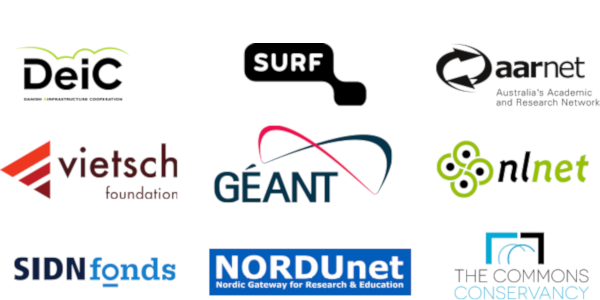 DeiC
DANISH E-INFRASTRUCTURE COOPERATION
SURF
aarnet
Australia's Academic
and Research Network
vietsch
foundation
GÉANT
nlnet
SIDNfonds
NORDUnet
Nordic Gateway for Research & Education
THE COMMONS
CONSERVANCY